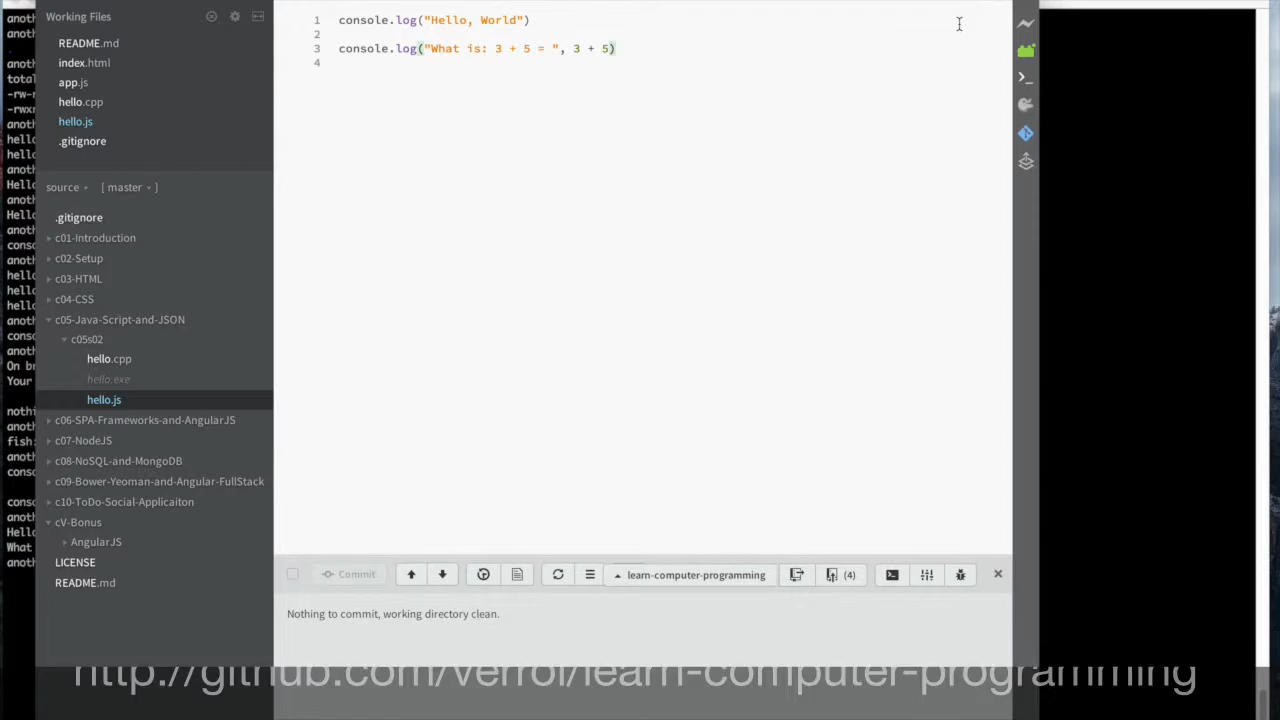 Working Files
README.md
index.html
app.js
hello.cpp
hello.js
.gitignore
source
[ master ]
.gitignore
c01-Introduction
c02-Setup
c03-HTML
c04-CSS
c05-Java-Script-and-JSON
c05s02
hello.cpp
hello.exe
hello.js
c06-SPA-Frameworks-and-AngularJS
c07-NodeJS
c08-NoSQL-and-MongoDB
c09-Bower-Yeoman-and-Angular-FullStack
c10-ToDo-Social-Applicaiton
cV-Bonus
AngularJS
LICENSE
README.md
1 console.log("Hello, World")
2
3 console.log("What is: 3 + 5 = ", 3 + 5)
4
Commit
learn-computer-programming
(4)
Nothing to commit, working directory clean.
http://github.com/verrol/learn-computer-programming